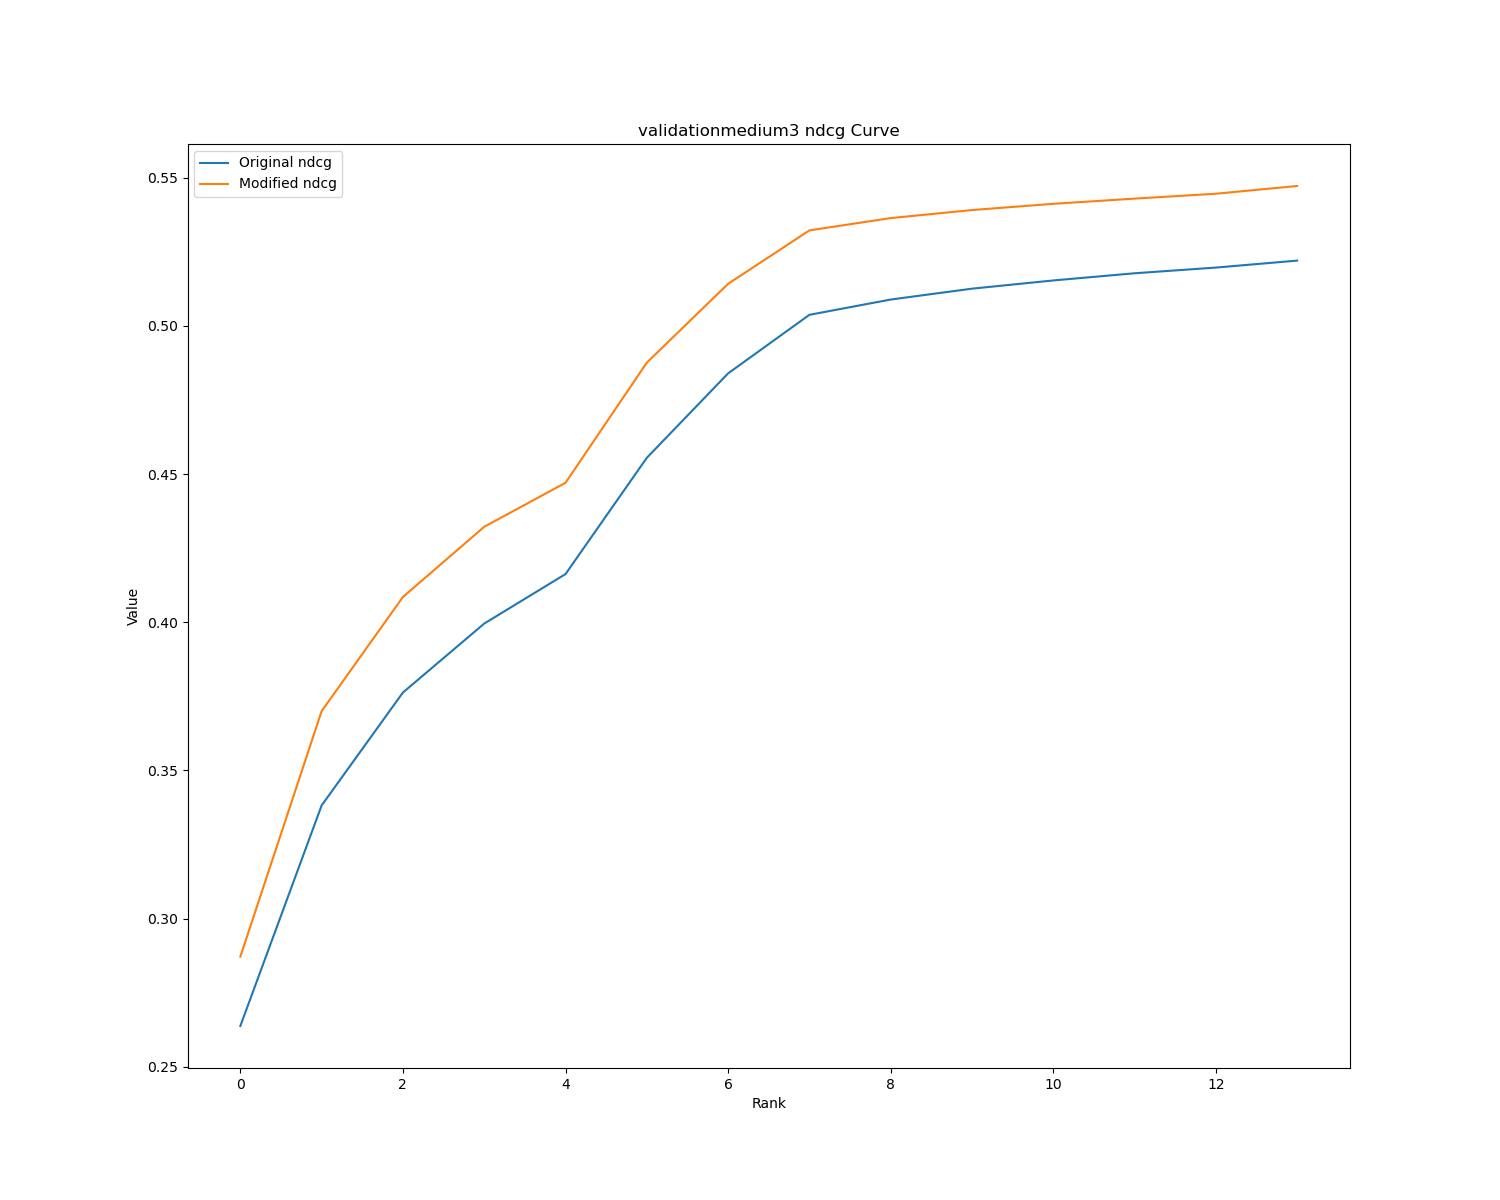 validationmedium3 ndcg Curve
Original ndcg
Modified ndcg
0.55
0.50
0.45
0.40
0.35
0.30
0.25
Value
0 2 4 6 8 10 12
Rank